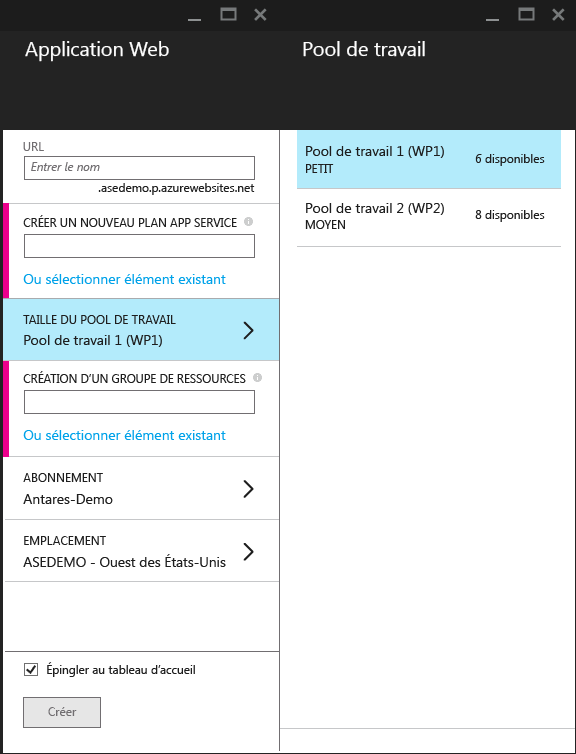 Application Web
URL
Entrer le nom
.asedemo.p.azurewebsites.net
CRÉER UN NOUVEAU PLAN APP SERVICE
Ou sélectionner élément existant
TAILLE DU POOL DE TRAVAIL
Pool de travail 1 (WP1)
CRÉATION D'UN GROUPE DE RESSOURCES
Ou sélectionner élément existant
ABONNEMENT
Antares-Demo
EMPLACEMENT
ASEDEMO - Ouest des États-Unis
Épingler au tableau d'accueil
Créer
Pool de travail
Pool de travail 1 (WP1)
PETIT
6 disponibles
Pool de travail 2 (WP2)
MOYEN
8 disponibles